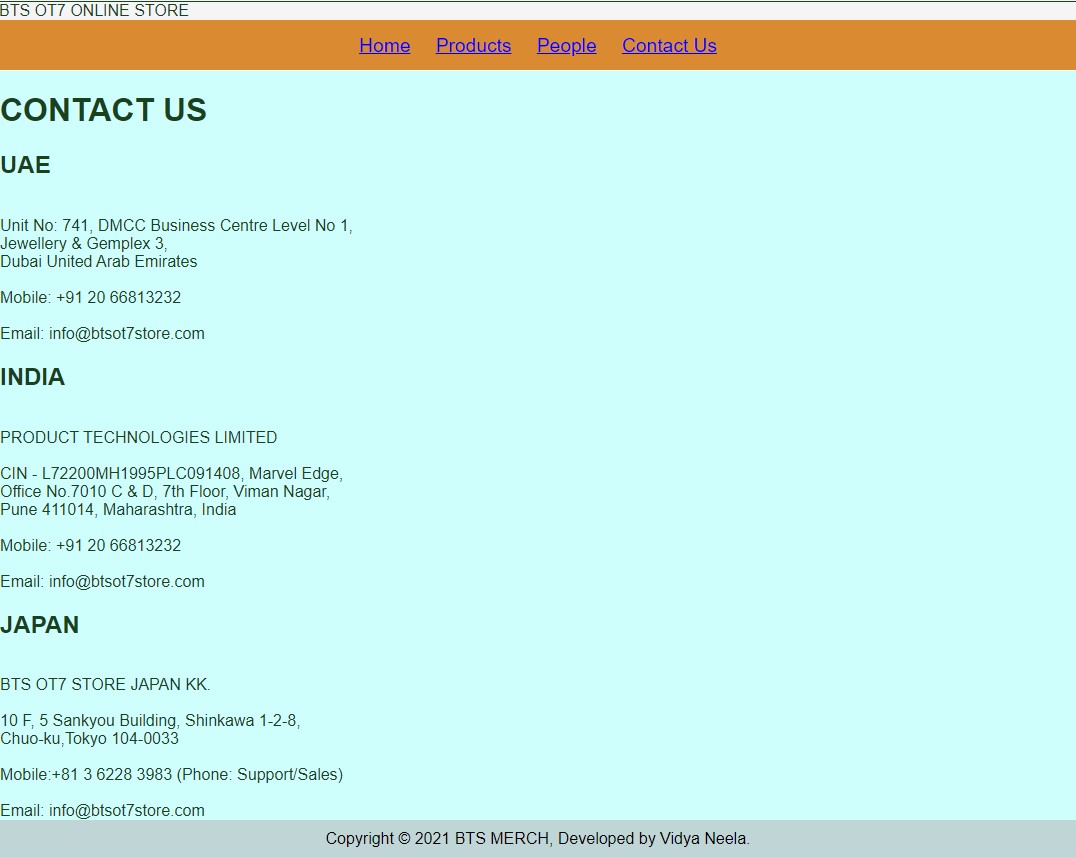 BTS OT7 ONLINE STORE
Home Products People Contact Us
CONTACT US
UAE
Unit No: 741, DMCC Business Centre Level No 1,
Jewellery & Gemplex 3,
Dubai United Arab Emirates
Mobile: +91 20 66813232
Email: info@btsot7store.com
INDIA
PRODUCT TECHNOLOGIES LIMITED
CIN - L72200MH1995PLC091408, Marvel Edge,
Office No.7010 C & D, 7th Floor, Viman Nagar,
Pune 411014, Maharashtra, India
Mobile: +91 20 66813232
Email: info@btsot7store.com
JAPAN
BTS OT7 STORE JAPAN KK.
10 F, 5 Sankyou Building, Shinkawa 1-2-8,
Chuo-ku,Tokyo 104-0033
Mobile:+81 3 6228 3983 (Phone: Support/Sales)
Email: info@btsot7store.com
Copyright © 2021 BTS MERCH, Developed by Vidya Neela.